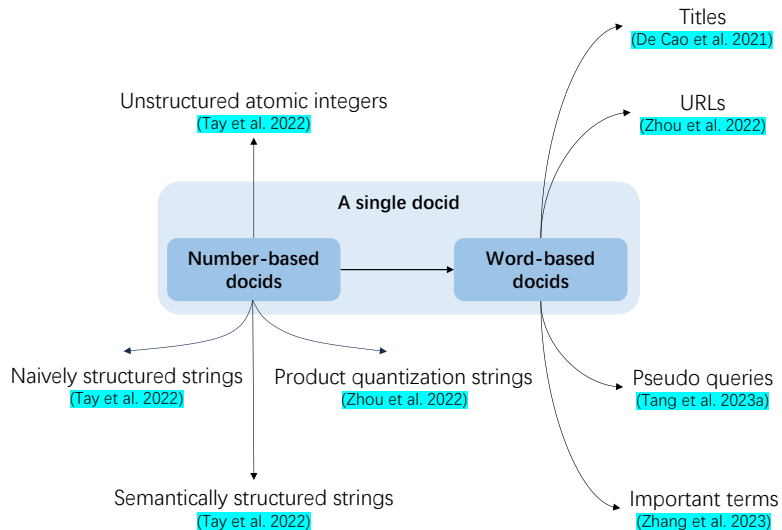 Titles
(De Cao et al. 2021)
Unstructured atomic integers
(Tay et al. 2022)
URLs
(Zhou et al. 2022)
A single docid
Number-based
docids
Word-based
docids
Naively structured strings
(Tay et al. 2022)
Product quantization strings
(Zhou et al. 2022)
Pseudo queries
(Tang et al. 2023a)
Semantically structured strings
(Tay et al. 2022)
Important terms
(Zhang et al. 2023)